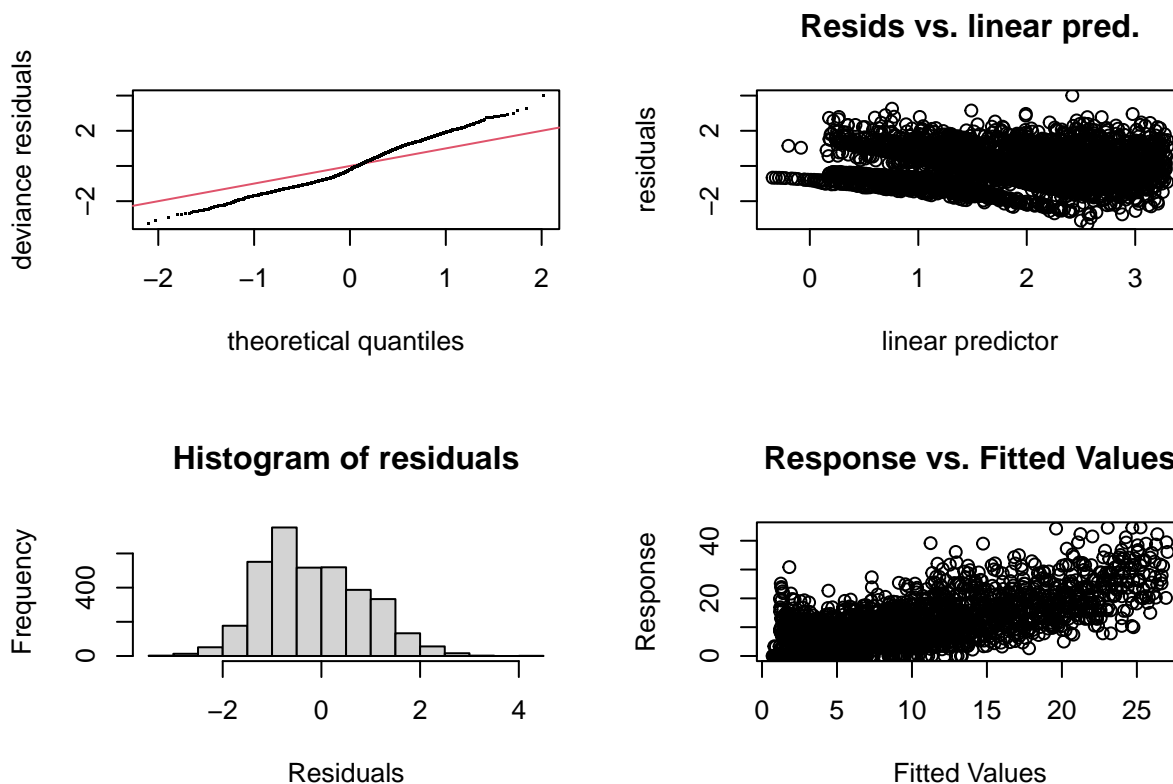 deviance residuals
−2
2
−2
−1
0
1
2
theoretical quantiles
Resids vs. linear pred.
residuals
−2
2
0
1
2
3
linear predictor
Histogram of residuals
Frequency
0
400
−2
0
2
4
Residuals
Response vs. Fitted Values
Response
0
20
40
0
5
10
15
20
25
Fitted Values